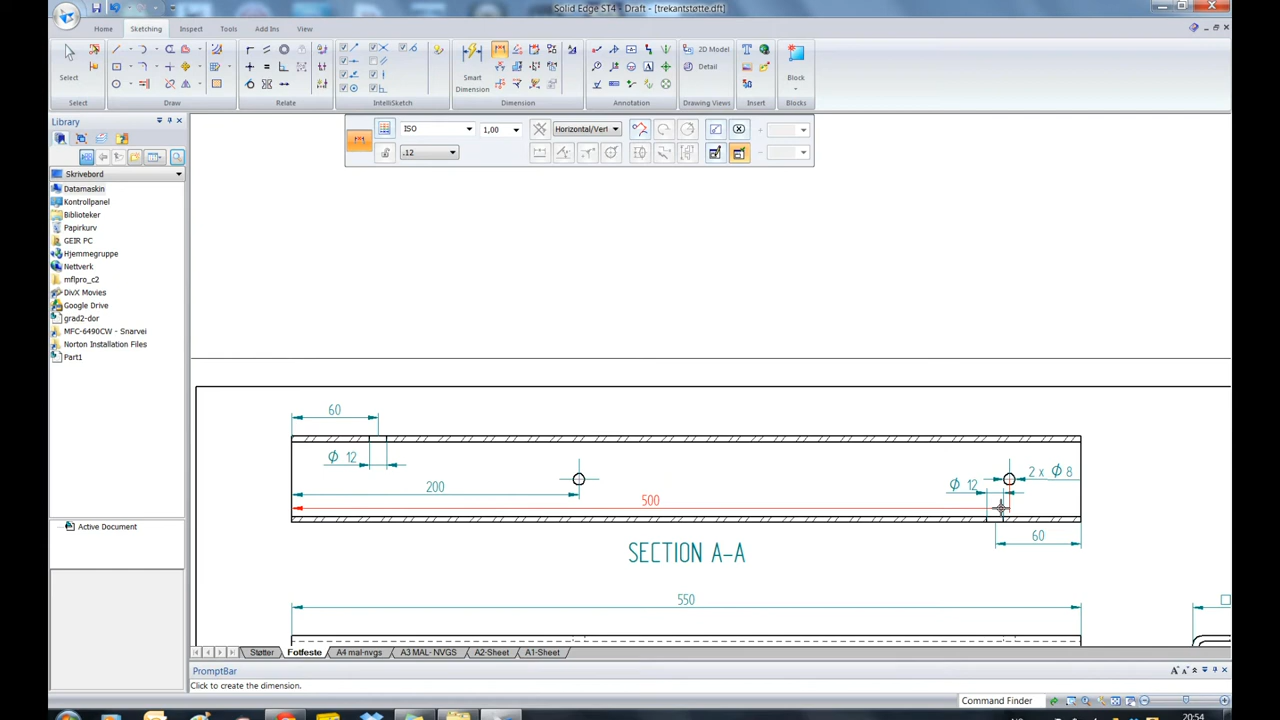 Solid Edge ST4 - Draft - [trekantstøtte.dft]
Home Sketching Inspect Tools Add Ins View
Select
Smart Dimension
2D Model
Detail
Block
Select Draw Relate IntelliSketch Dimension Annotation Drawing Views Insert Blocks
Library
ISO 1,00 Horizontal/Vert
.12
Skrivebord
Datamaskin
Kontrollpanel
Biblioteker
Papirkurv
GEIR PC
Hjemmegruppe
Nettverk
mflpro_c2
DivX Movies
Google Drive
grad2-dor
MFC-6490CW - Snarvei
Norton Installation Files
Part1
Active Document
60
Φ 12
200
500
Φ 12
2 x Φ 8
60
SECTION A-A
550
Støtter Fotfeste A4 mal-nvgs A3 MAL- NVGS A2-Sheet A1-Sheet
PromptBar
Click to create the dimension.
Command Finder
20:54